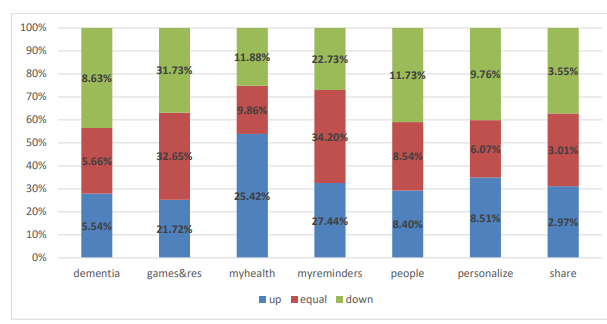 100%
90%
80%
70%
60%
50%
40%
30%
20%
10%
0%
8.63% 31.73% 11.88% 22.73% 11.73% 9.76% 3.55%
5.66% 32.65% 9.86% 34.20% 8.54% 6.07% 3.01%
5.54% 21.72% 25.42% 27.44% 8.40% 8.51% 2.97%
dementia games&res myhealth myreminders people personalize share
up equal down